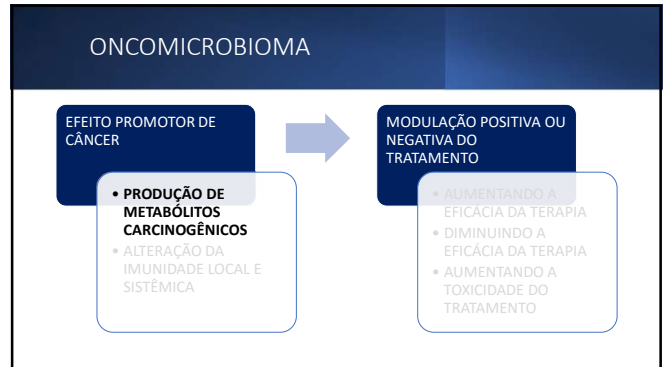 ONCOMICROBIOMA
EFEITO PROMOTOR DE
CÂNCER
• PRODUÇÃO DE
METABÓLITOS
CARCINOGÊNICOS
• ALTERAÇÃO DA
IMUNIDADE LOCAL E
SISTÊMICA
MODULAÇÃO POSITIVA OU
NEGATIVA DO
TRATAMENTO
• AUMENTANDO A
EFICÁCIA DA TERAPIA
• DIMINUINDO A
EFICÁCIA DA TERAPIA
• AUMENTANDO A
TOXICIDADE DO
TRATAMENTO